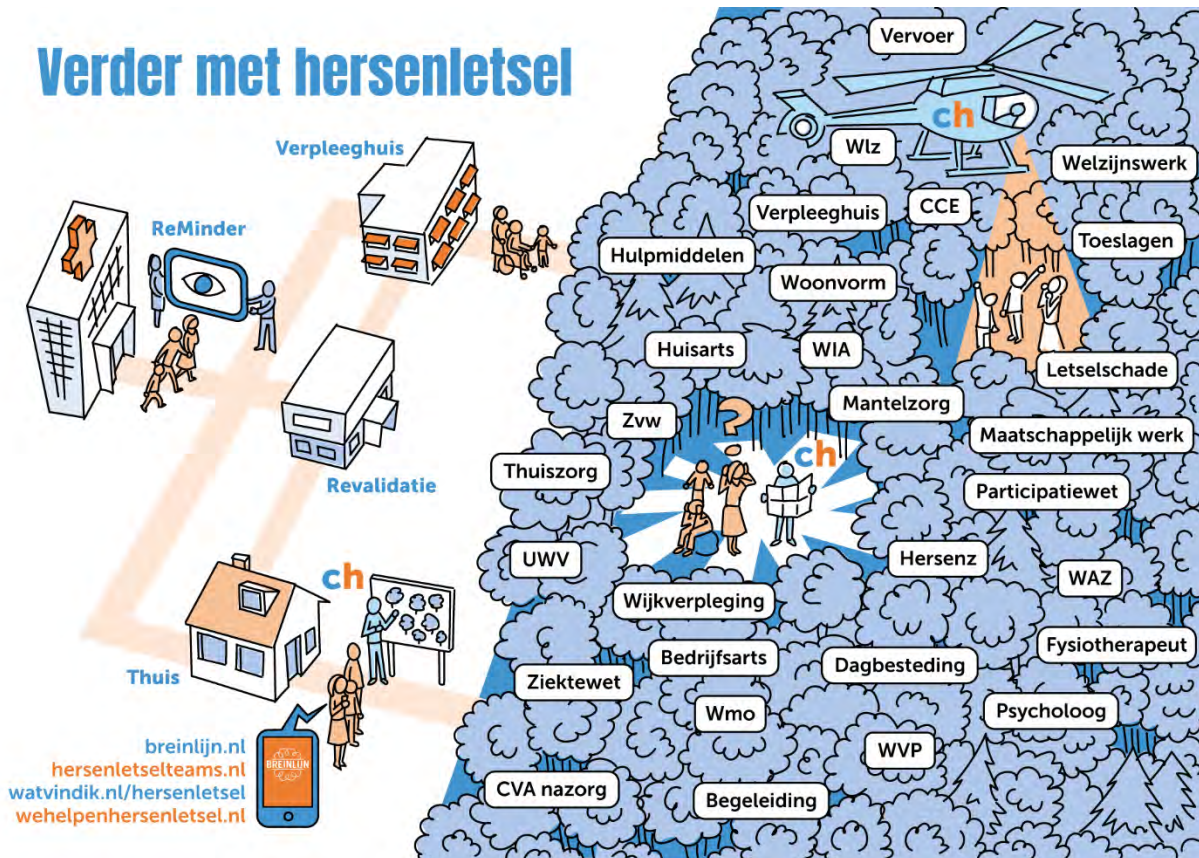 Verder met hersenletsel
Verpleeghuis
ReMinder
Revalidatie
ch
Thuis
BREINLIJN
breinlijn.nl
hersenletselteams.nl
watvindik.nl/hersenletsel
wehelpenhersenletsel.nl
Vervoer
ch
Wlz
Welzijnswerk
Verpleeghuis
CCE
Toeslagen
Hulpmiddelen
Woonvorm
Huisarts
WIA
Letselschade
Zvw
?
Mantelzorg
ch
Maatschappelijk werk
Thuiszorg
Participatiewet
UWV
Hersenz
WAZ
Wijkverpleging
Fysiotherapeut
Bedrijfsarts
Dagbesteding
Ziektewet
Wmo
Psycholoog
WVP
CVA nazorg
Begeleiding